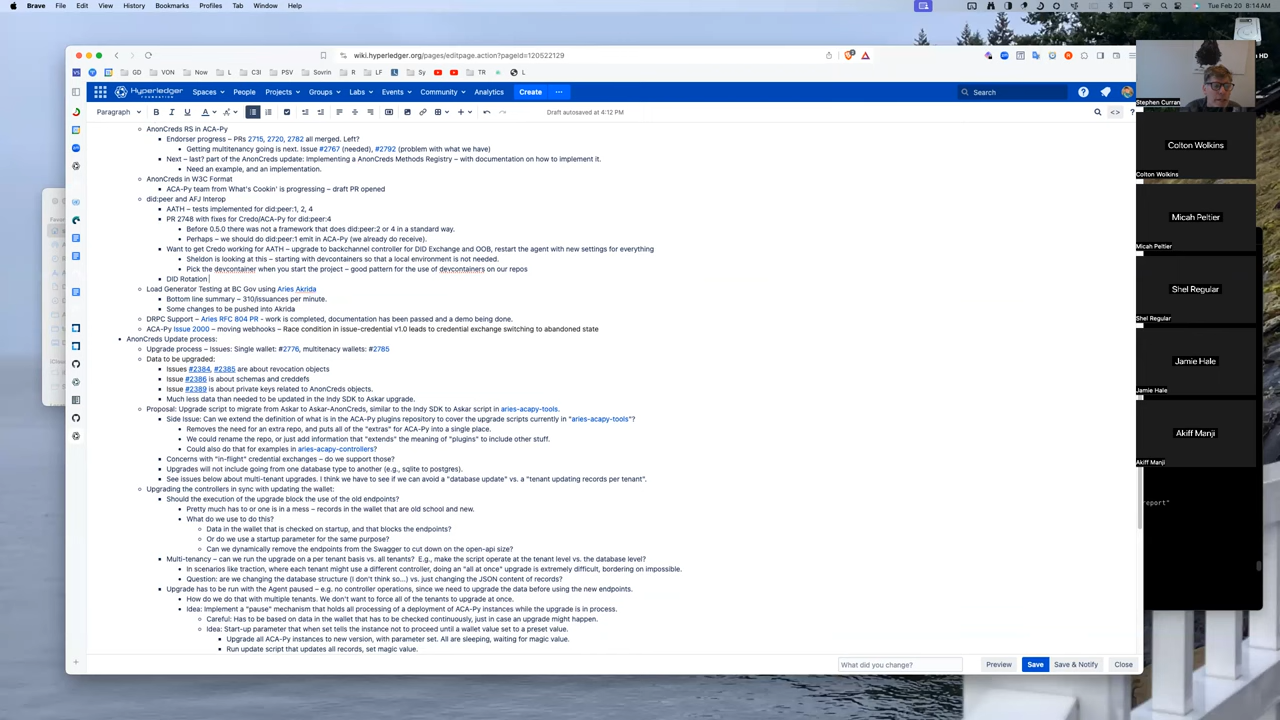 Brave File Edit View History Bookmarks Profiles Tab Window Help
Tue Feb 20 8:14 AM
wiki.hyperledger.org/pages/editpage.action?pageId=120522129
GD VON Now L C3I PSV Sovrin R LF Sy TR L
Hyperledger FOUNDATION Spaces People Projects Groups Labs Events Community Analytics Create ... Search
Paragraph B I U A Draft autosaved at 4:12 PM
AnonCreds RS in ACA-Py
Endorser progress – PRs 2715, 2720, 2782 all merged. Left?
Getting multitenancy going is next. Issue #2767 (needed), #2792 (problem with what we have)
Next – last? part of the AnonCreds update: Implementing a AnonCreds Methods Registry – with documentation on how to implement it.
Need an example, and an implementation.
AnonCreds in W3C Format
ACA-Py team from What's Cookin' is progressing – draft PR opened
did:peer and AFJ Interop
AATH – tests implemented for did:peer:1, 2, 4
PR 2748 with fixes for Credo/ACA-Py for did:peer:4
Before 0.5.0 there was not a framework that does did:peer:2 or 4 in a standard way.
Perhaps – we should do did:peer:1 emit in ACA-Py (we already do receive).
Want to get Credo working for AATH – upgrade to backchannel controller for DID Exchange and OOB, restart the agent with new settings for everything
Sheldon is looking at this – starting with devcontainers so that a local environment is not needed.
Pick the devcontainer when you start the project – good pattern for the use of devcontainers on our repos
DID Rotation
Load Generator Testing at BC Gov using Aries Akrida
Bottom line summary – 310/issuances per minute.
Some changes to be pushed into Akrida
DRPC Support – Aries RFC 804 PR - work is completed, documentation has been passed and a demo being done.
ACA-Py Issue 2000 – moving webhooks – Race condition in issue-credential v1.0 leads to credential exchange switching to abandoned state
AnonCreds Update process:
Upgrade process – Issues: Single wallet: #2776, multitenacy wallets: #2785
Data to be upgraded:
Issues #2384, #2385 are about revocation objects
Issue #2386 is about schemas and creddefs
Issue #2389 is about private keys related to AnonCreds objects.
Much less data than needed to be updated in the Indy SDK to Askar upgrade.
Proposal: Upgrade script to migrate from Askar to Askar-AnonCreds, similar to the Indy SDK to Askar script in aries-acapy-tools.
Side Issue: Can we extend the definition of what is in the ACA-Py plugins repository to cover the upgrade scripts currently in "aries-acapy-tools"?
Removes the need for an extra repo, and puts all of the "extras" for ACA-Py into a single place.
We could rename the repo, or just add information that "extends" the meaning of "plugins" to include other stuff.
Could also do that for examples in aries-acapy-controllers?
Concerns with "in-flight" credential exchanges – do we support those?
Upgrades will not include going from one database type to another (e.g., sqlite to postgres).
See issues below about multi-tenant upgrades. I think we have to see if we can avoid a "database update" vs. a "tenant updating records per tenant".
Upgrading the controllers in sync with updating the wallet:
Should the execution of the upgrade block the use of the old endpoints?
Pretty much has to or one is in a mess – records in the wallet that are old school and new.
What do we use to do this?
Data in the wallet that is checked on startup, and that blocks the endpoints?
Or do we use a startup parameter for the same purpose?
Can we dynamically remove the endpoints from the Swagger to cut down on the open-api size?
Multi-tenancy – can we run the upgrade on a per tenant basis vs. all tenants? E.g., make the script operate at the tenant level vs. the database level?
In scenarios like traction, where each tenant might use a different controller, doing an "all at once" upgrade is extremely difficult, bordering on impossible.
Question: are we changing the database structure (I don't think so...) vs. just changing the JSON content of records?
Upgrade has to be run with the Agent paused – e.g. no controller operations, since we need to upgrade the data before using the new endpoints.
How do we do that with multiple tenants. We don't want to force all of the tenants to upgrade at once.
Idea: Implement a "pause" mechanism that holds all processing of a deployment of ACA-Py instances while the upgrade is in process.
Careful: Has to be based on data in the wallet that has to be checked continuously, just in case an upgrade might happen.
Idea: Start-up parameter that when set tells the instance not to proceed until a wallet value set to a preset value.
Upgrade all ACA-Py instances to new version, with parameter set. All are sleeping, waiting for magic value.
Run update script that updates all records, set magic value.
What did you change? Preview Save Save & Notify Close
HD
Stephen Curran
Colton Wolkins
Colton Wolkins
Micah Peltier
Micah Peltier
Shel Regular
Shel Regular
Jamie Hale
Jamie Hale
Akiff Manji
Akiff Manji
report"